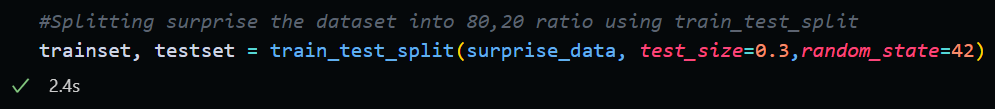 #Splitting surprise the dataset into 80,20 ratio using train_test_split
trainset, testset = train_test_split(surprise_data, test_size=0.3,random_state=42)
✓ 2.4s